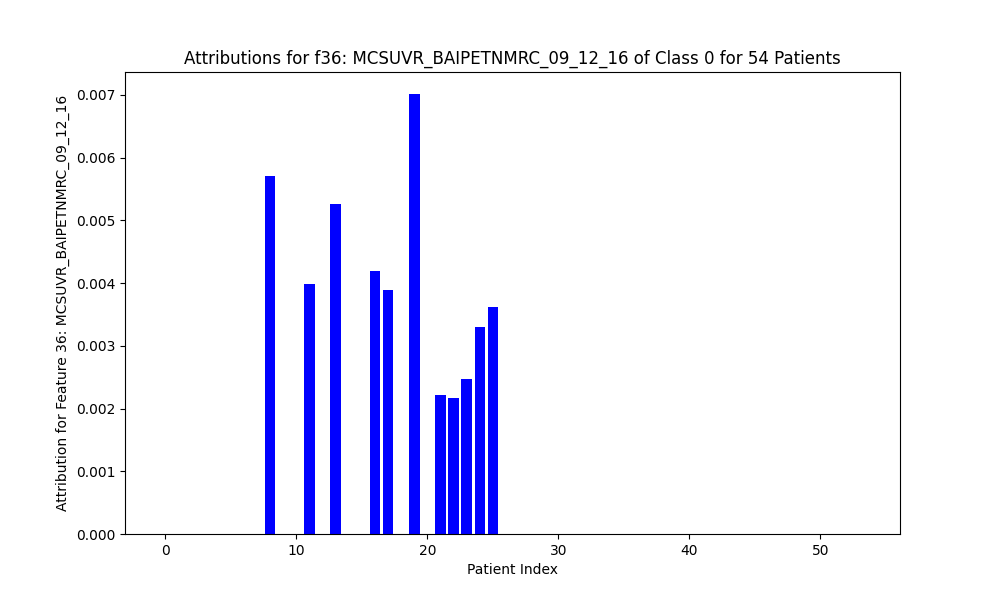 Attributions for f36: MCSUVR_BAIPETNMRC_09_12_16 of Class 0 for 54 Patients
Attribution for Feature 36: MCSUVR_BAIPETNMRC_09_12_16
0.007
0.006
0.005
0.004
0.003
0.002
0.001
0.000
0 10 20 30 40 50
Patient Index